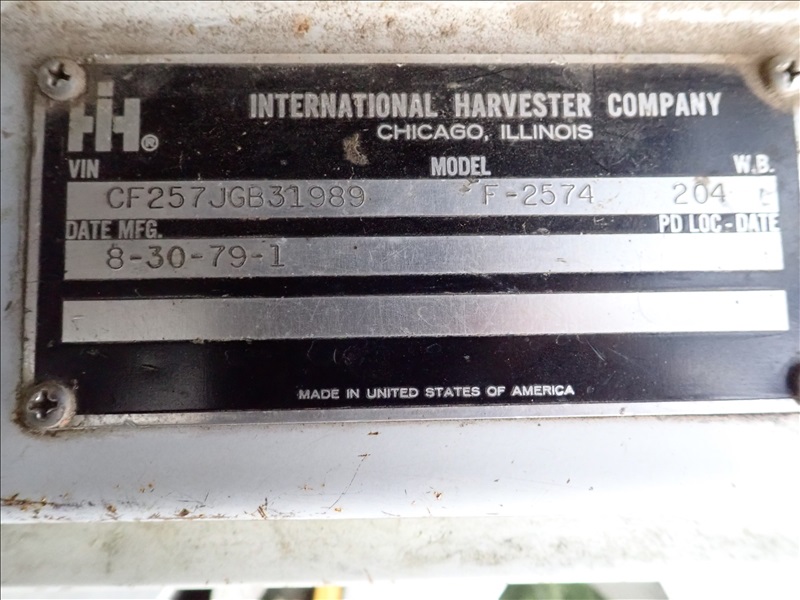 IH®
INTERNATIONAL HARVESTER COMPANY
CHICAGO, ILLINOIS
VIN MODEL W.B.
CF257JGB31989 F-2574 204
DATE MFG. PD LOC-DATE
8-30-79-1
MADE IN UNITED STATES OF AMERICA